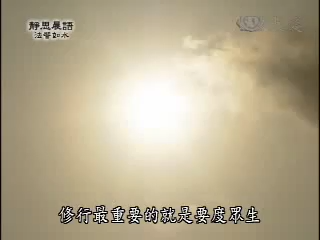 靜思晨語
法譬如水
修行最重要的就是要度眾生